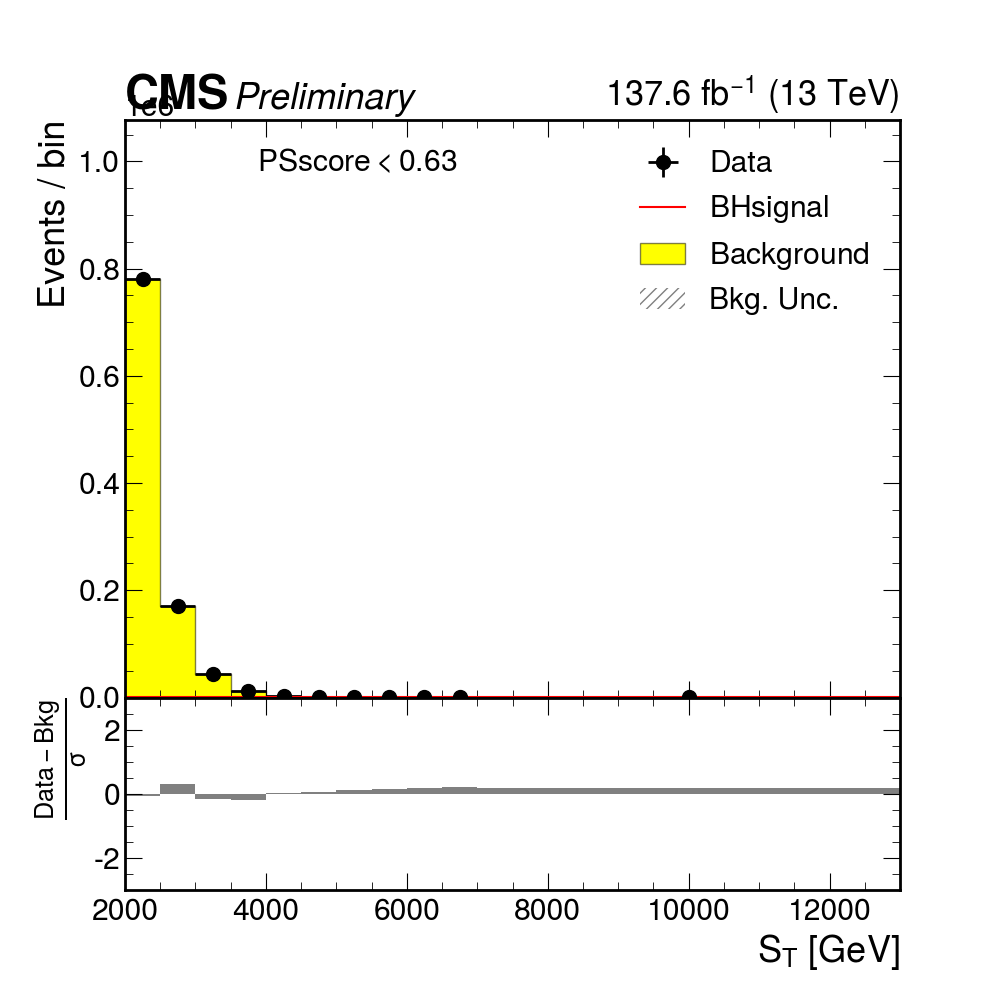 CMS Preliminary 137.6 fb⁻¹ (13 TeV)
1e6
Events / bin
PSscore < 0.63
Data
BHsignal
Background
Bkg. Unc.
1.0
0.8
0.6
0.4
0.2
0.0
Data – Bkg
σ
2
0
-2
2000 4000 6000 8000 10000 12000
S_T [GeV]